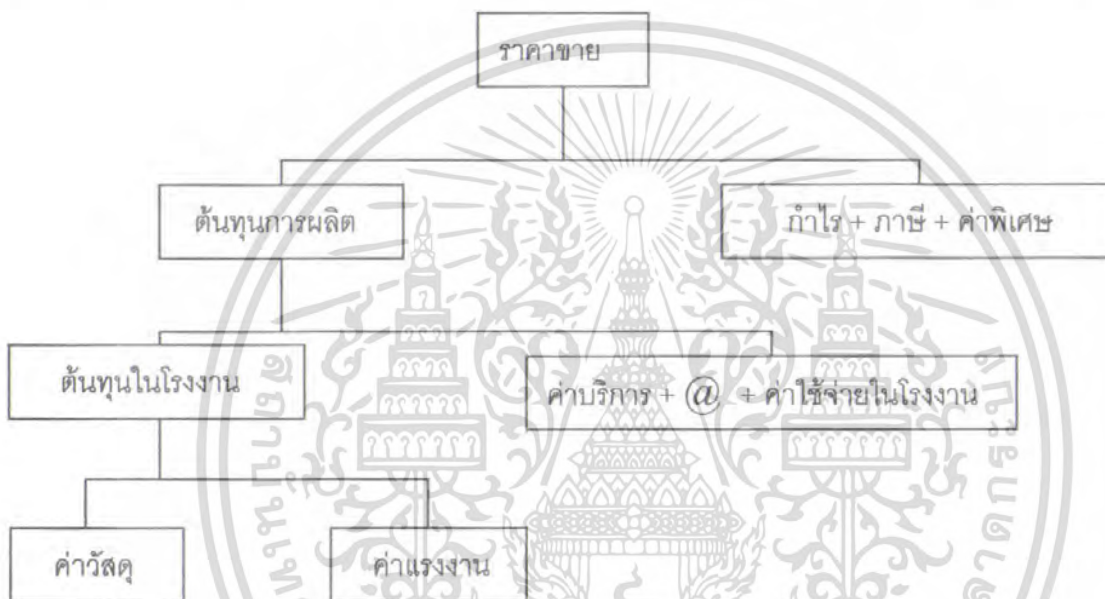 ราคาขาย
ต้นทุนการผลิต
กำไร + ภาษี + ค่าพิเศษ
ต้นทุนในโรงงาน
ค่าบริการ + @ + ค่าใช้จ่ายในโรงงาน
ค่าวัสดุ
ค่าแรงงาน